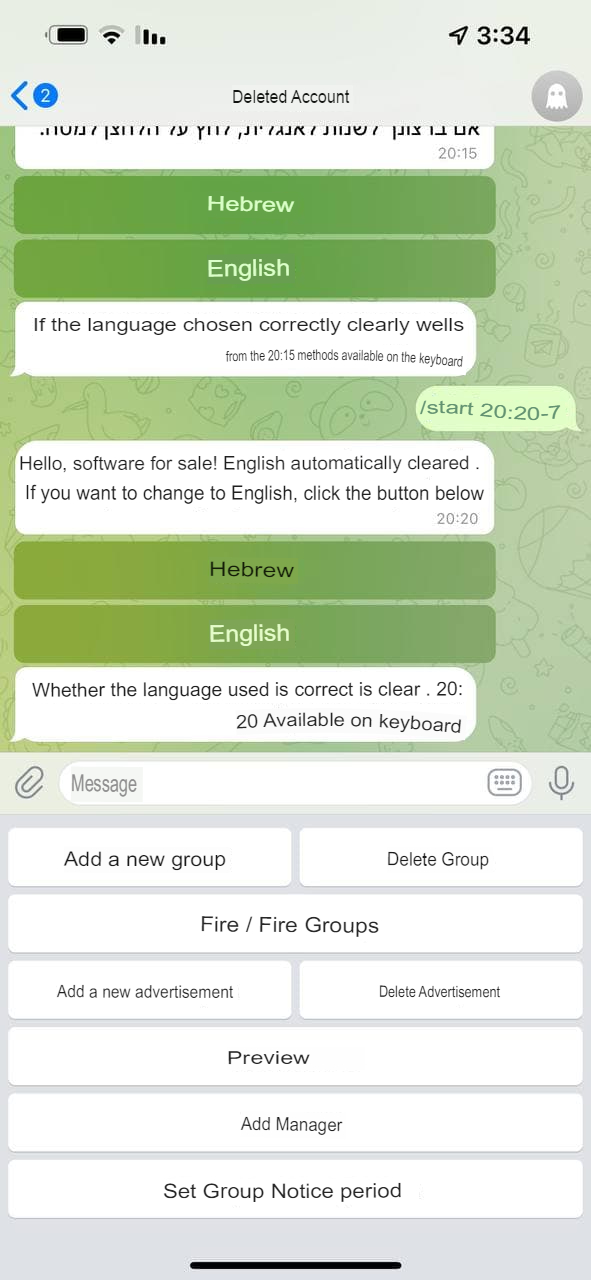 3:34
2
Deleted Account
אם ברצונך לשנות לאנגלית, לחץ על הלחצן למטה.
20:15
Hebrew
English
If the language chosen correctly clearly wells
from the 20:15 methods available on the keyboard
/start 20:20-7
Hello, software for sale! English automatically cleared .
If you want to change to English, click the button below
20:20
Hebrew
English
Whether the language used is correct is clear . 20:
20 Available on keyboard
Message
Add a new group
Delete Group
Fire / Fire Groups
Add a new advertisement
Delete Advertisement
Preview
Add Manager
Set Group Notice period